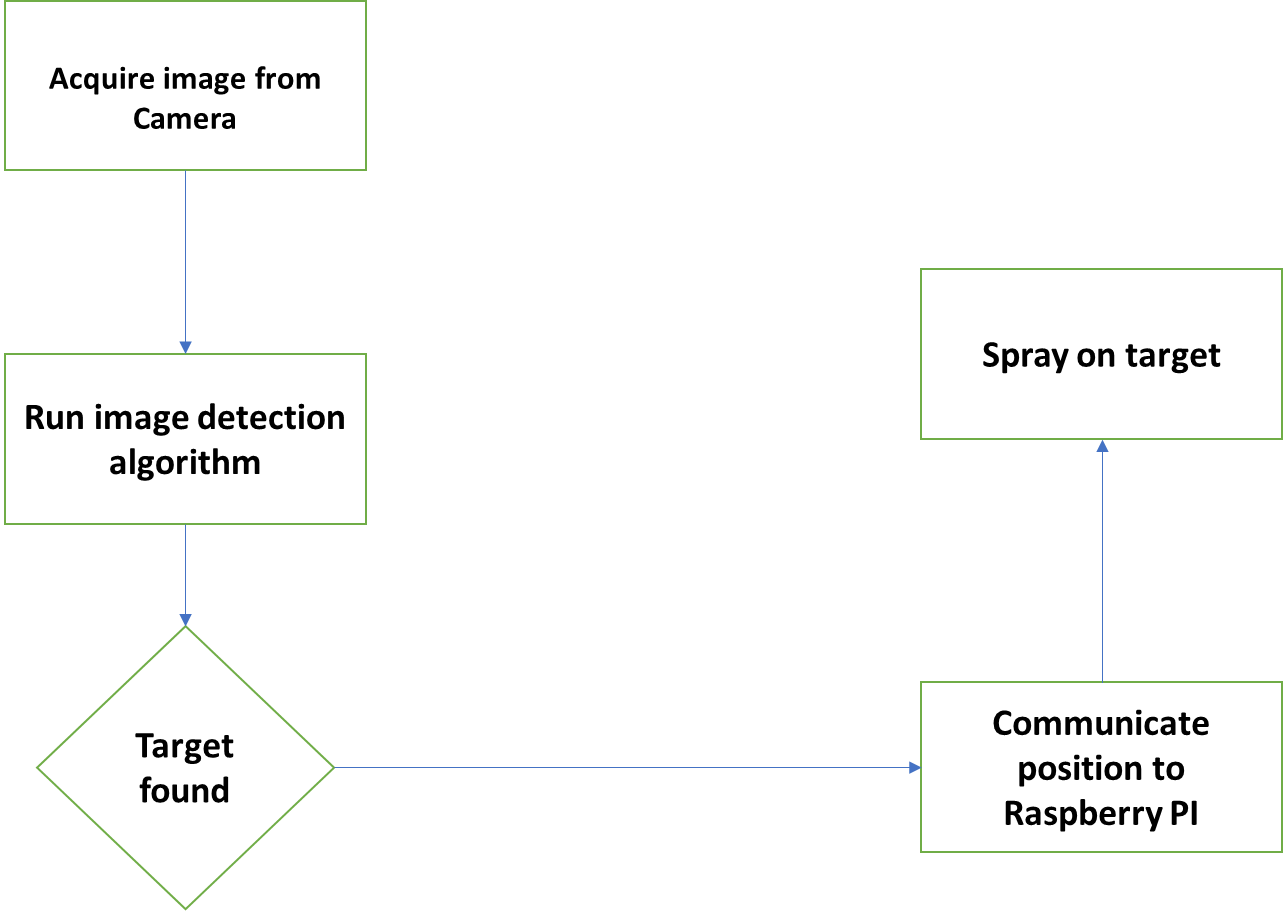 Acquire image from
Camera
Run image detection
algorithm
Target
found
Communicate
position to
Raspberry PI
Spray on target